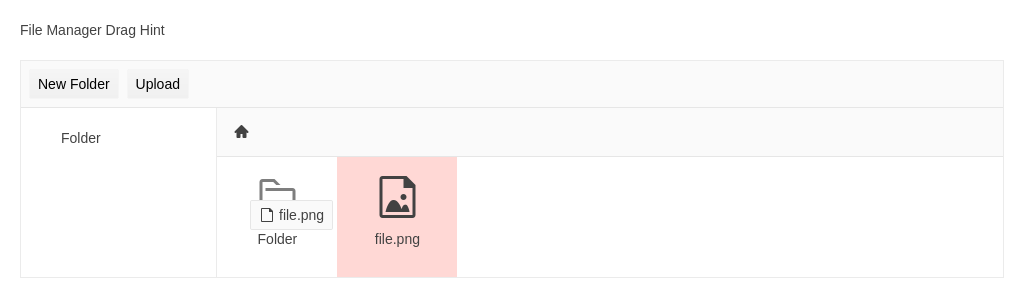 File Manager Drag Hint
New Folder Upload
Folder
file.png
Folder
file.png